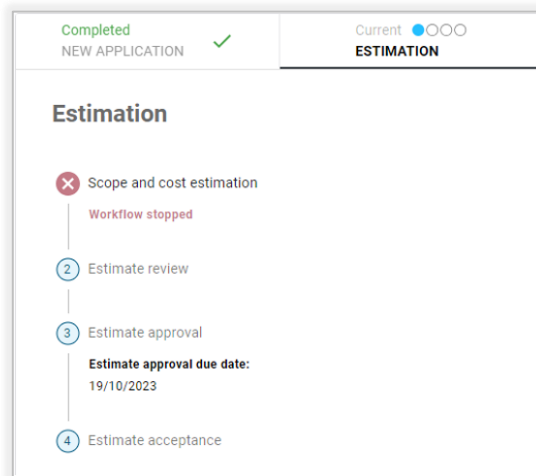 Completed
NEW APPLICATION
Current
ESTIMATION
Estimation
Scope and cost estimation
Workflow stopped
2 Estimate review
3 Estimate approval
Estimate approval due date:
19/10/2023
4 Estimate acceptance